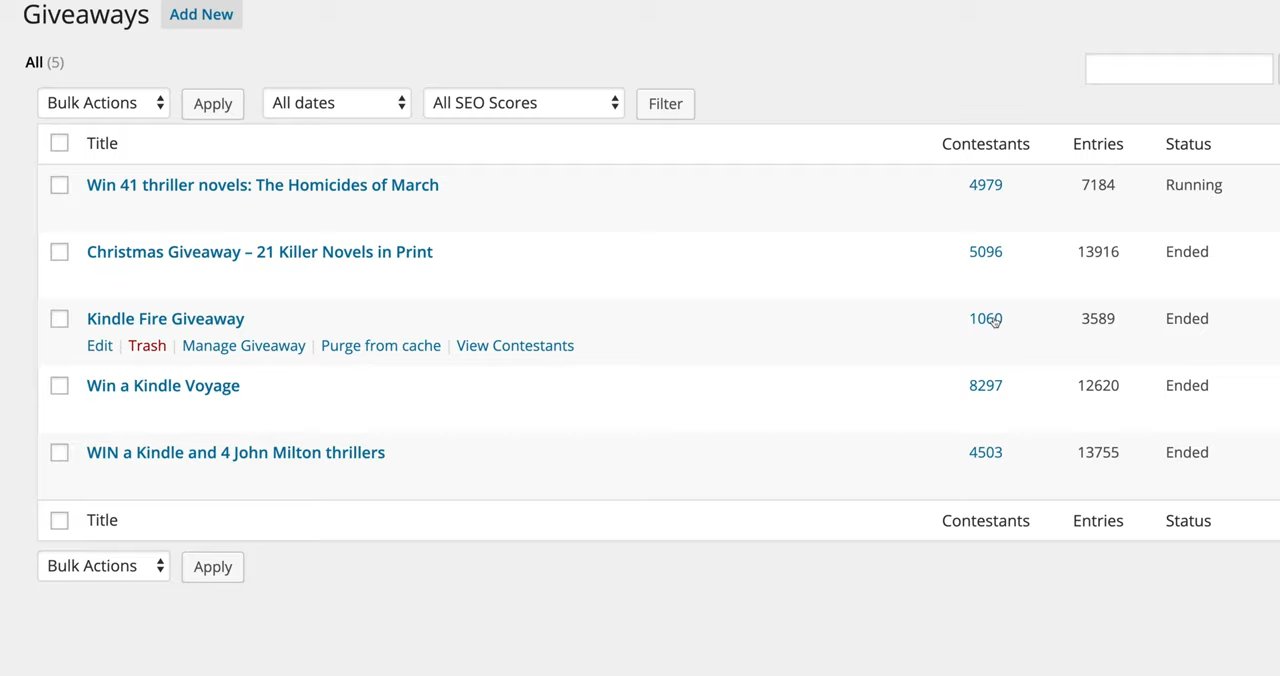 Giveaways Add New
All (5)
Bulk Actions Apply All dates All SEO Scores Filter
Title Contestants Entries Status
Win 41 thriller novels: The Homicides of March 4979 7184 Running
Christmas Giveaway – 21 Killer Novels in Print 5096 13916 Ended
Kindle Fire Giveaway 1060 3589 Ended
Edit | Trash | Manage Giveaway | Purge from cache | View Contestants
Win a Kindle Voyage 8297 12620 Ended
WIN a Kindle and 4 John Milton thrillers 4503 13755 Ended
Title Contestants Entries Status
Bulk Actions Apply